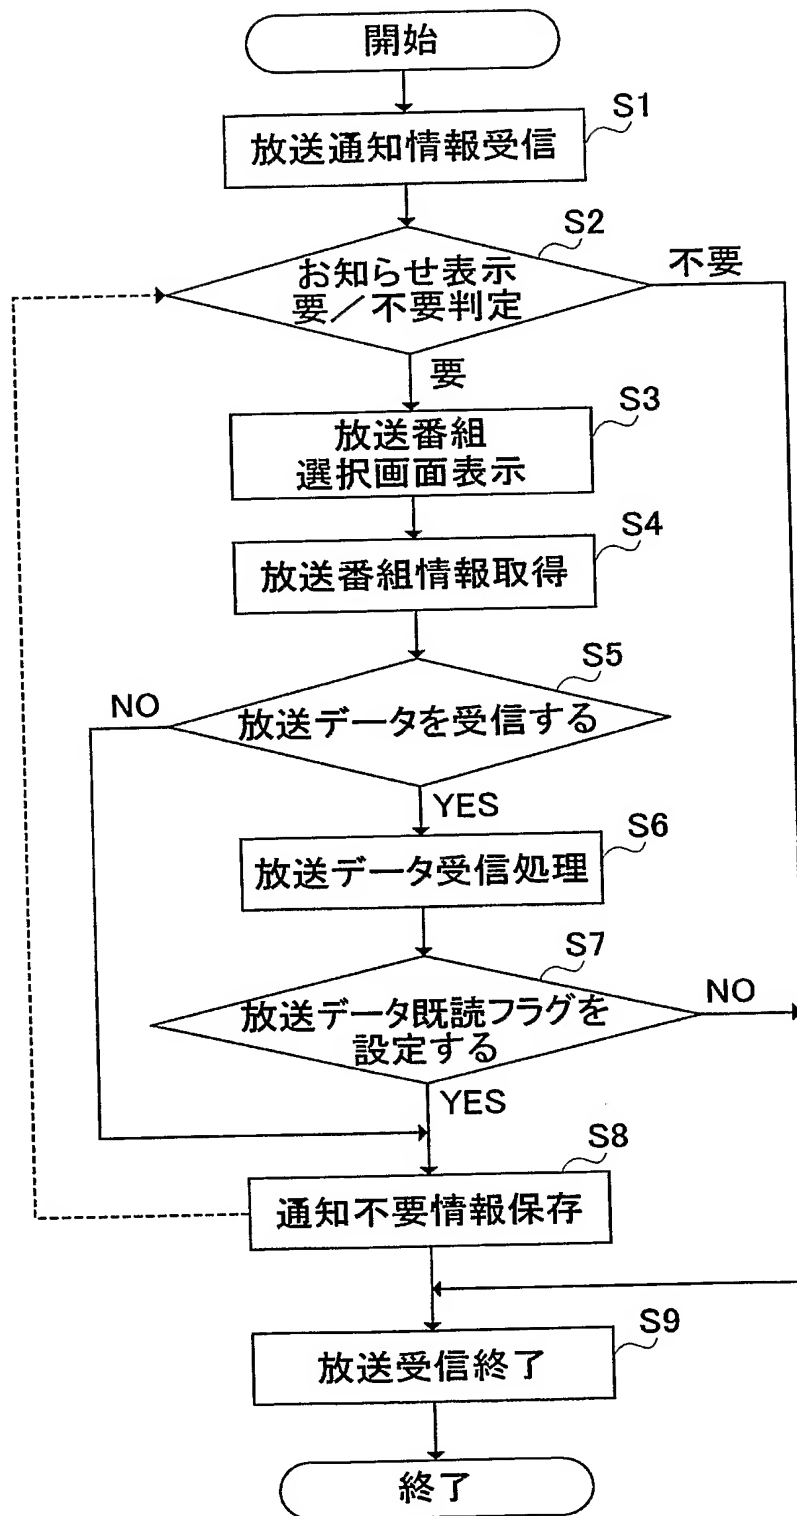 開始
S1
放送通知情報受信
S2
お知らせ表示
要／不要判定
不要
要
S3
放送番組
選択画面表示
S4
放送番組情報取得
S5
NO
放送データを受信する
YES
S6
放送データ受信処理
S7
放送データ既読フラグを
設定する
NO
YES
S8
通知不要情報保存
S9
放送受信終了
終了